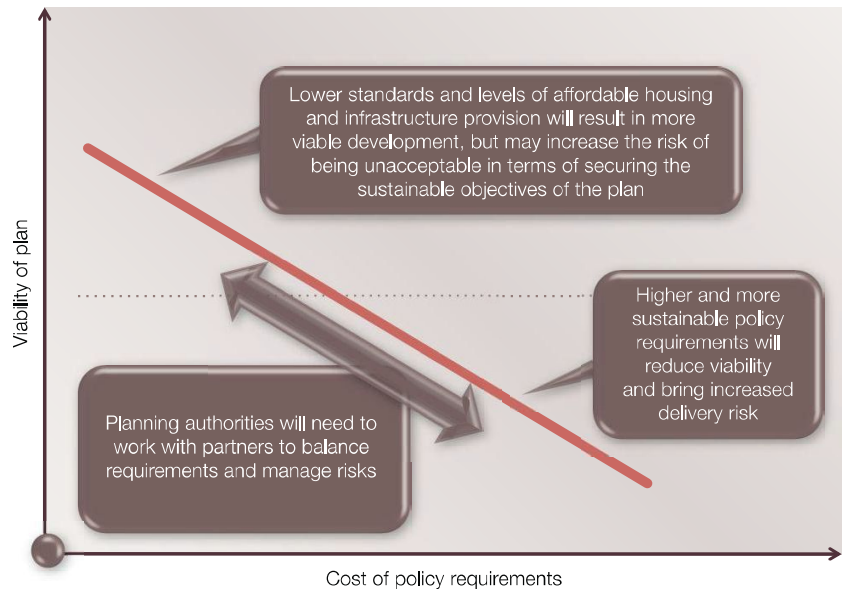 Lower standards and levels of affordable housing
and infrastructure provision will result in more
viable development, but may increase the risk of
being unacceptable in terms of securing the
sustainable objectives of the plan
Viability of plan
Higher and more
sustainable policy
requirements will
reduce viability
and bring increased
delivery risk
Planning authorities will need to
work with partners to balance
requirements and manage risks
Cost of policy requirements